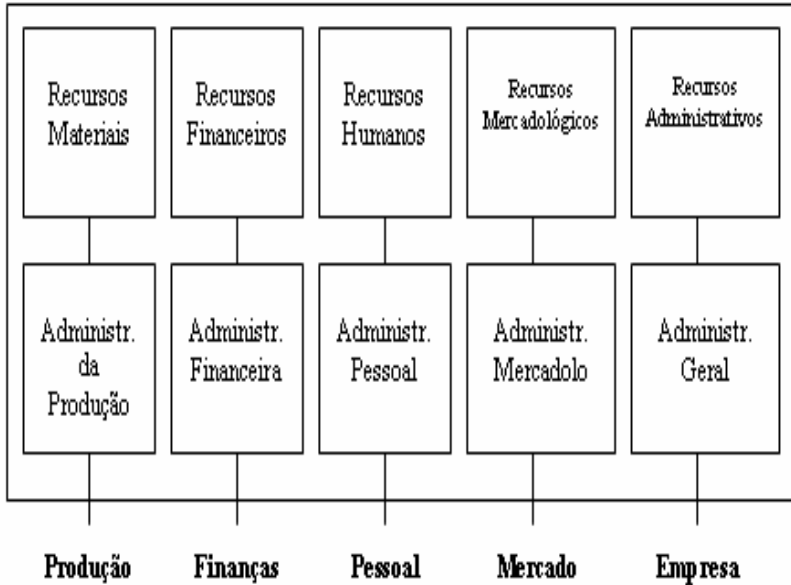 Recursos
Materiais
Recursos
Financeiros
Recursos
Humanos
Recursos
Mercadológicos
Recursos
Administrativos
Administr.
da
Produção
Administr.
Financeira
Administr.
Pessoal
Administr.
Mercadolo
Administr.
Geral
Produção
Finanças
Pessoal
Mercado
Empresa